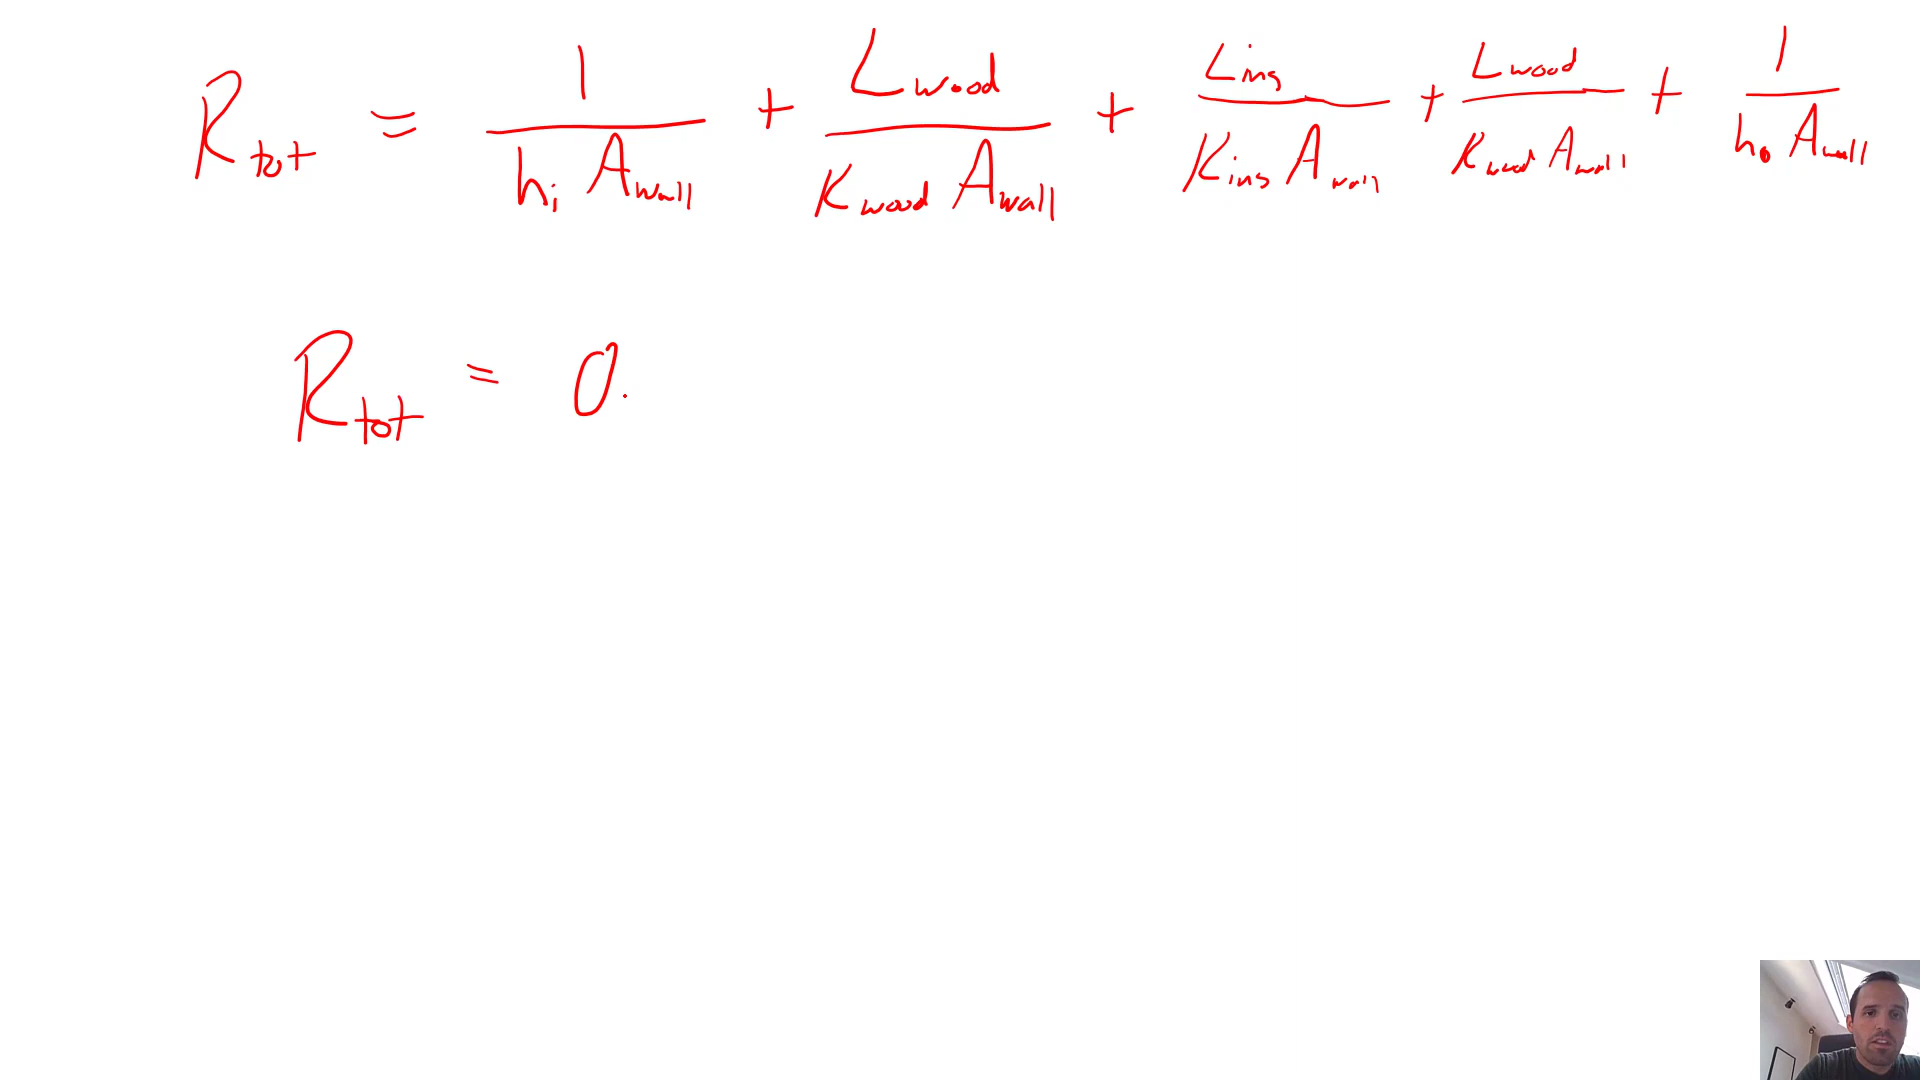 R_tot = 1 / (h_i A_wall) + L_wood / (K_wood A_wall) + L_ins / (K_ins A_wall) + L_wood / (K_wood A_wall) + 1 / (h_o A_wall)
R_tot = 0.